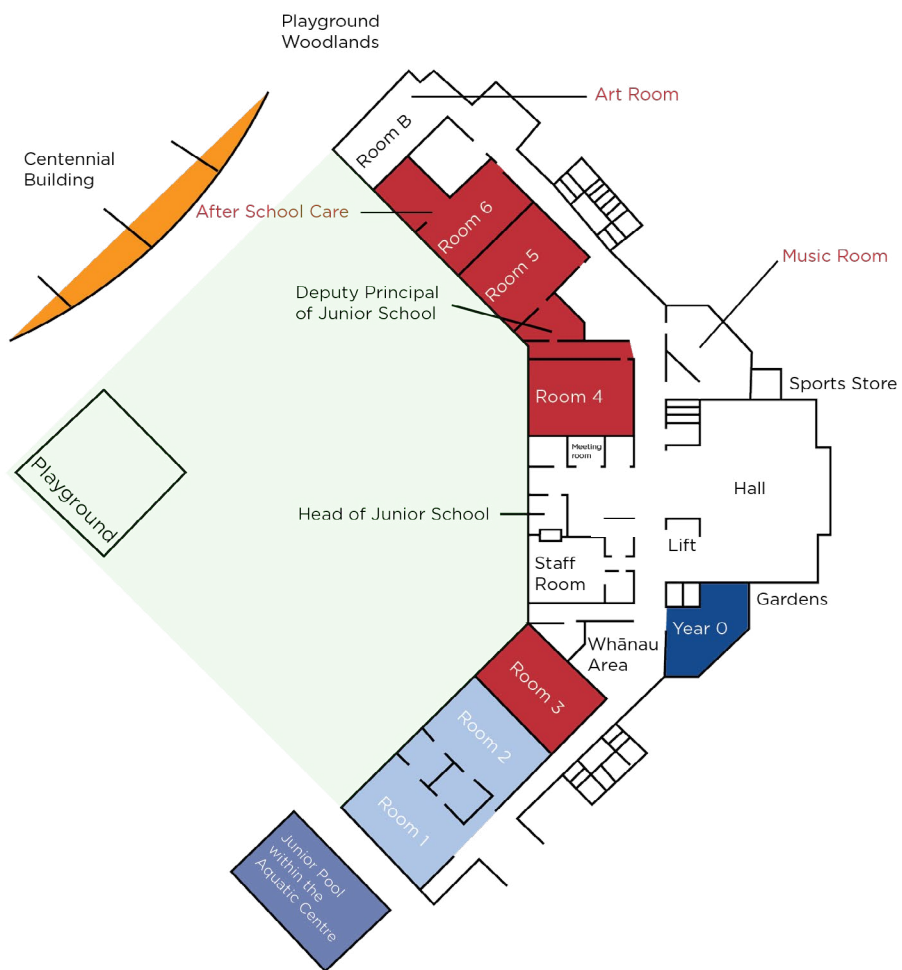 Playground
Woodlands
Art Room
Room B
Centennial
Building
After School Care
Room 6
Room 5
Music Room
Deputy Principal
of Junior School
Sports Store
Room 4
Meeting
room
Playground
Hall
Head of Junior School
Lift
Staff
Room
Gardens
Year 0
Whānau
Area
Room 3
Room 2
Room 1
Junior Pool
within the
Aquatic Centre